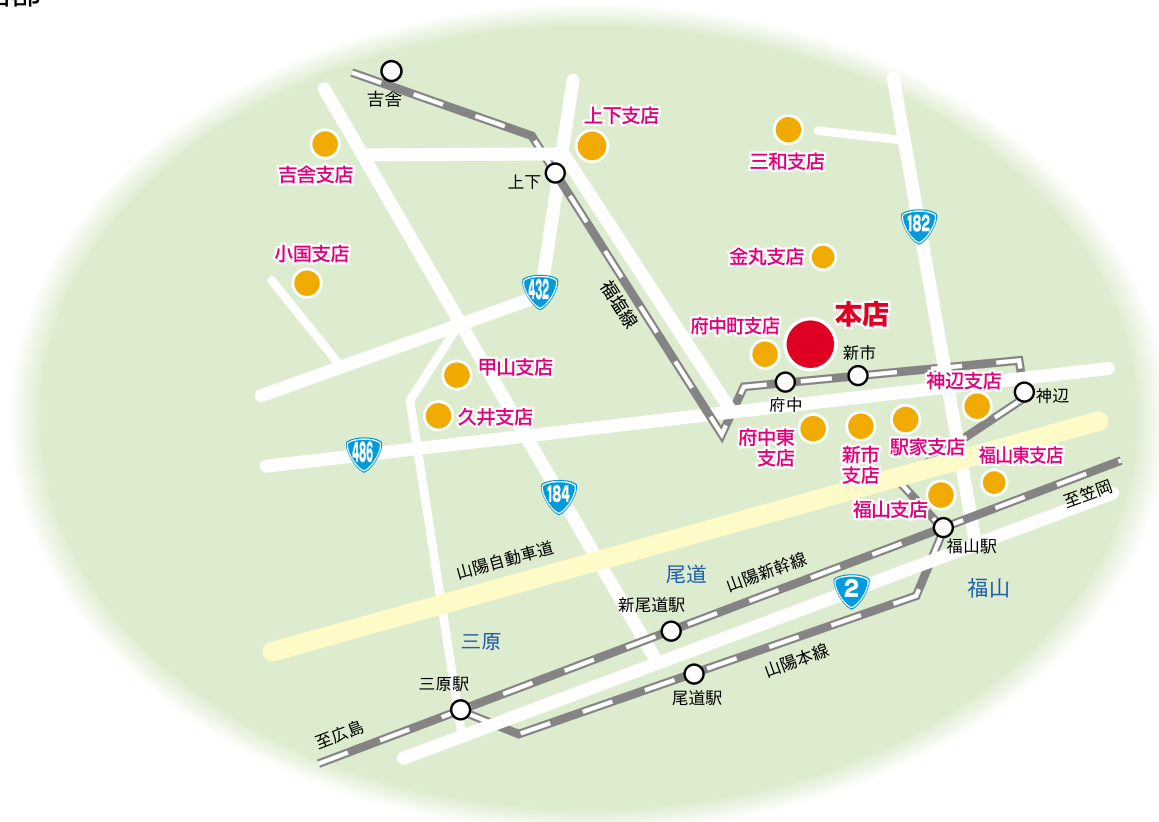 吉舎
上下支店
吉舎支店
三和支店
上下
182
小国支店
金丸支店
432
福塩線
本店
府中町支店
新市
甲山支店
神辺支店
神辺
府中
久井支店
府中東
支店
新市
支店
駅家支店
福山東支店
486
184
福山支店
至笠岡
福山駅
山陽自動車道
尾道
山陽新幹線
福山
2
新尾道駅
三原
山陽本線
三原駅
尾道駅
至広島